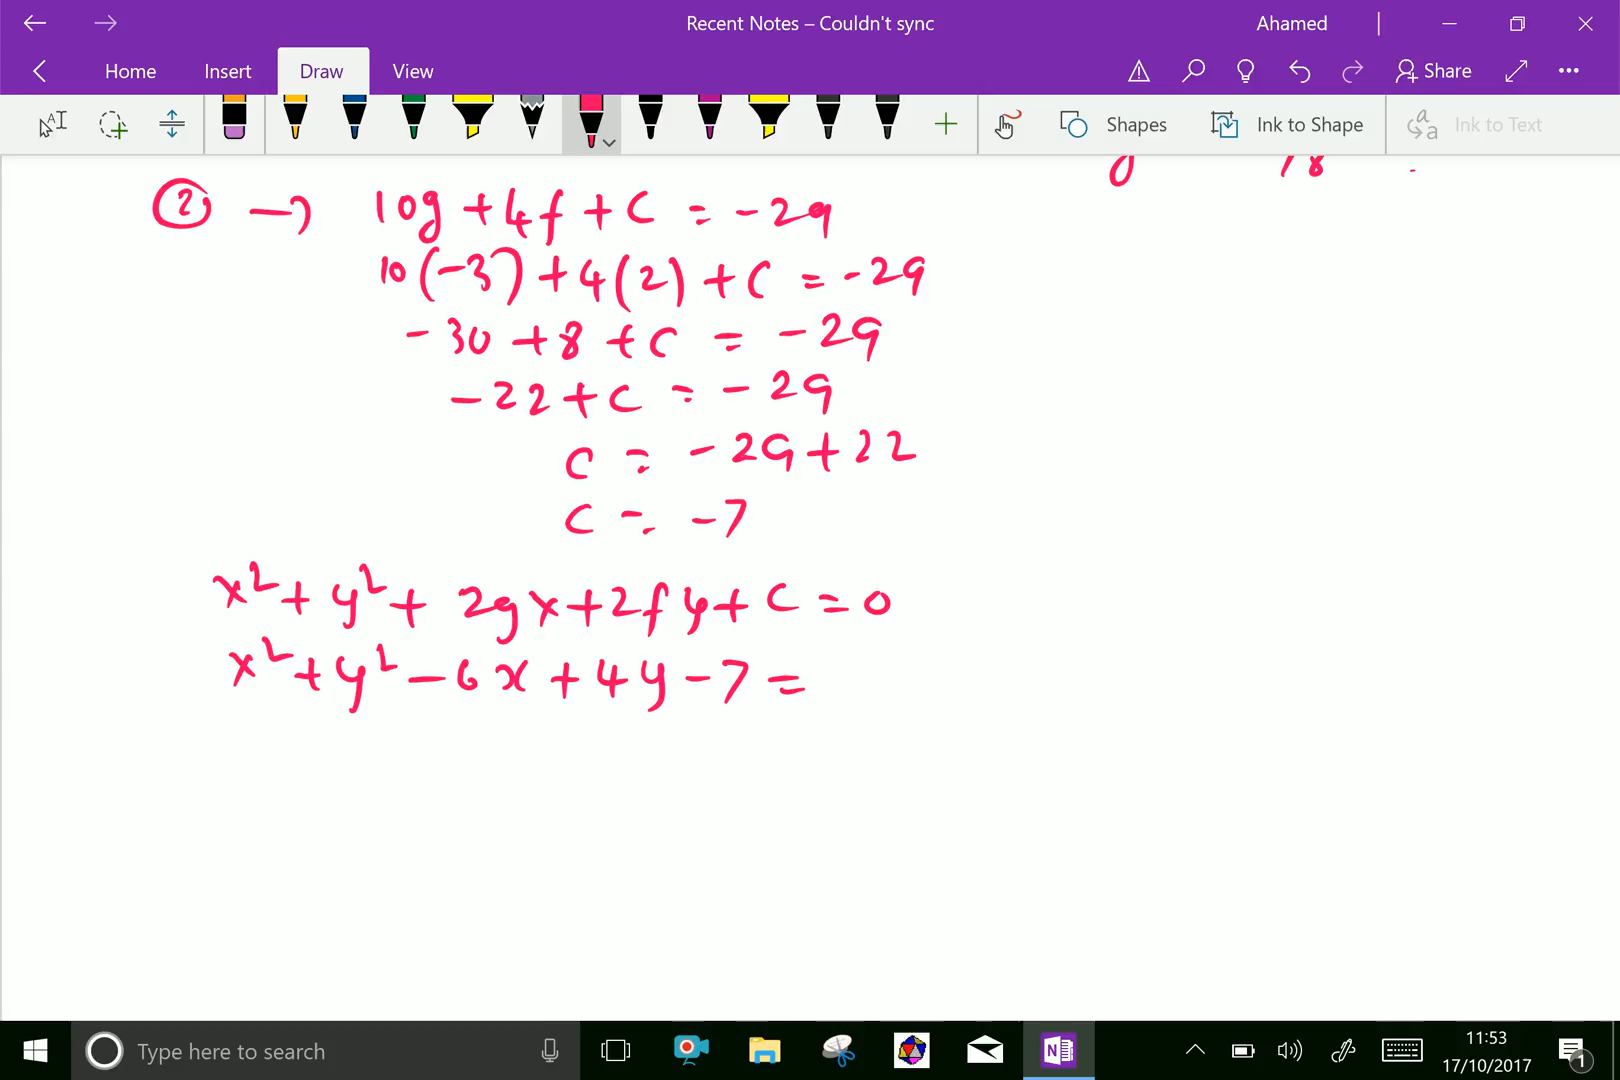 Recent Notes – Couldn't sync
Ahamed
Home Insert Draw View
Share
Shapes
Ink to Shape
Ink to Text
② → 10g + 4f + C = -29
10(-3) + 4(2) + C = -29
-30 + 8 + C = -29
-22 + C = -29
C = -29 + 22
C = -7
x² + y² + 2gx + 2fy + C = 0
x² + y² - 6x + 4y - 7 =
Type here to search
11:53
17/10/2017
1